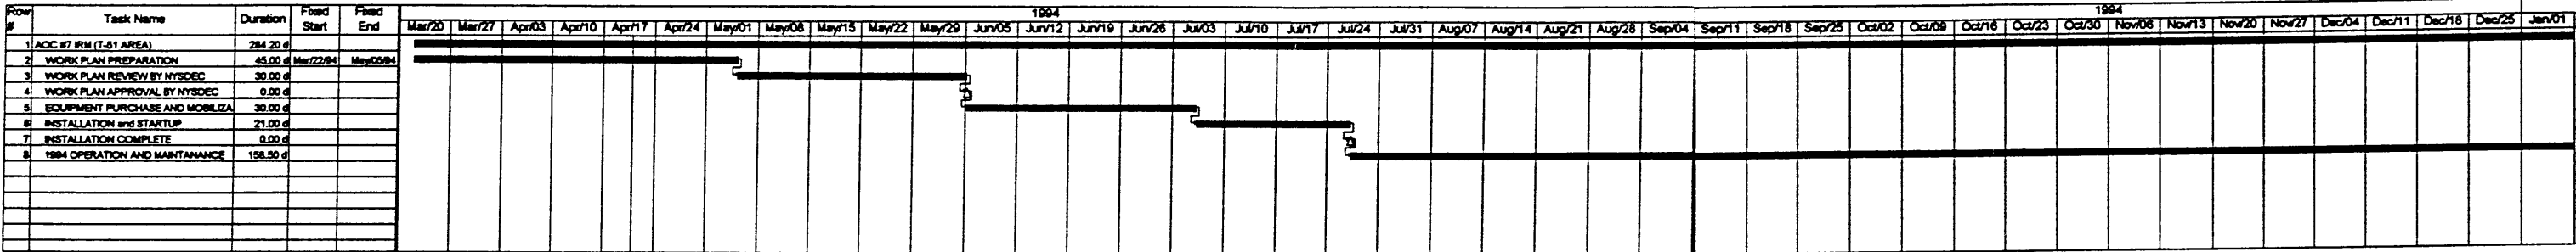 1994 1994
Row # Task Name Duration Fixed Start Fixed End Mar/20 Mar/27 Apr/03 Apr/10 Apr/17 Apr/24 May/01 May/08 May/15 May/22 May/29 Jun/05 Jun/12 Jun/19 Jun/26 Jul/03 Jul/10 Jul/17 Jul/24 Jul/31 Aug/07 Aug/14 Aug/21 Aug/28 Sep/04 Sep/11 Sep/18 Sep/25 Oct/02 Oct/09 Oct/16 Oct/23 Oct/30 Nov/06 Nov/13 Nov/20 Nov/27 Dec/04 Dec/11 Dec/18 Dec/25 Jan/01
1 AOC #7 IRM (T-51 AREA) 284.20 d
2 WORK PLAN PREPARATION 45.00 d Mar/22/94 May/05/94
3 WORK PLAN REVIEW BY NYSDEC 30.00 d
4 WORK PLAN APPROVAL BY NYSDEC 0.00 d
5 EQUIPMENT PURCHASE AND MOBILIZA 30.00 d
6 INSTALLATION and STARTUP 21.00 d
7 INSTALLATION COMPLETE 0.00 d
8 1994 OPERATION AND MAINTANANCE 158.50 d